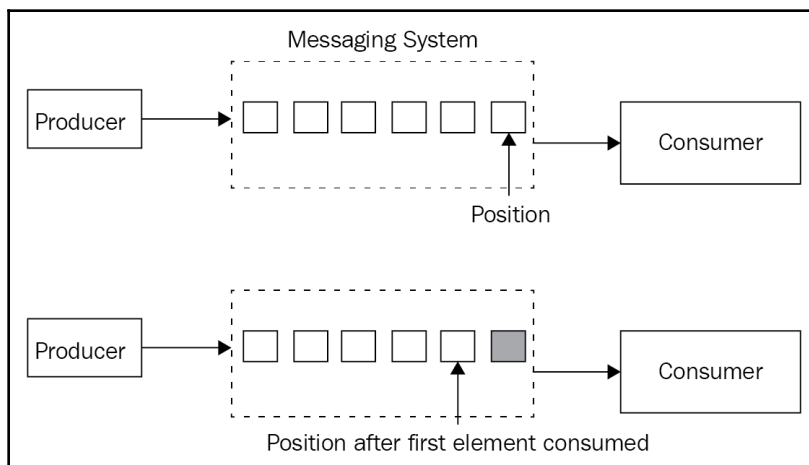 Messaging System
Producer
Consumer
Position
Producer
Consumer
Position after first element consumed